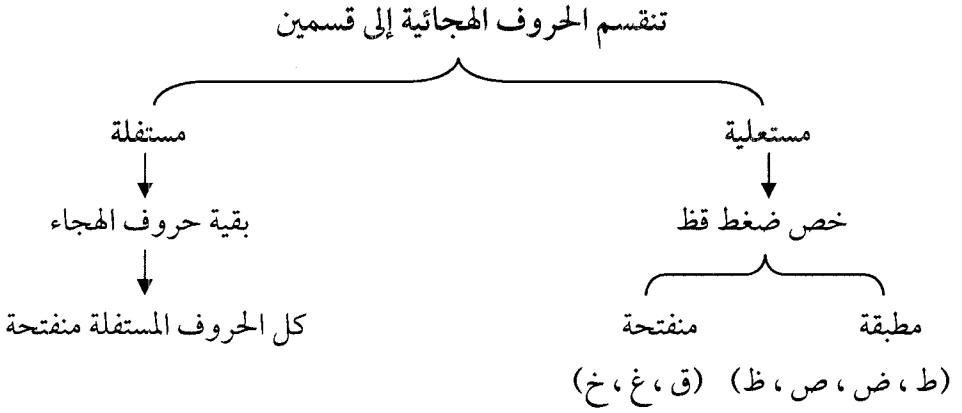 تنقسم الحروف الهجائية إلى قسمين
مستعلية
مستفلة
خص ضغط قظ
بقية حروف الهجاء
مطبقة
منفتحة
كل الحروف المستفلة منفتحة
(ط ، ض ، ص ، ظ)
(ق ، غ ، خ)